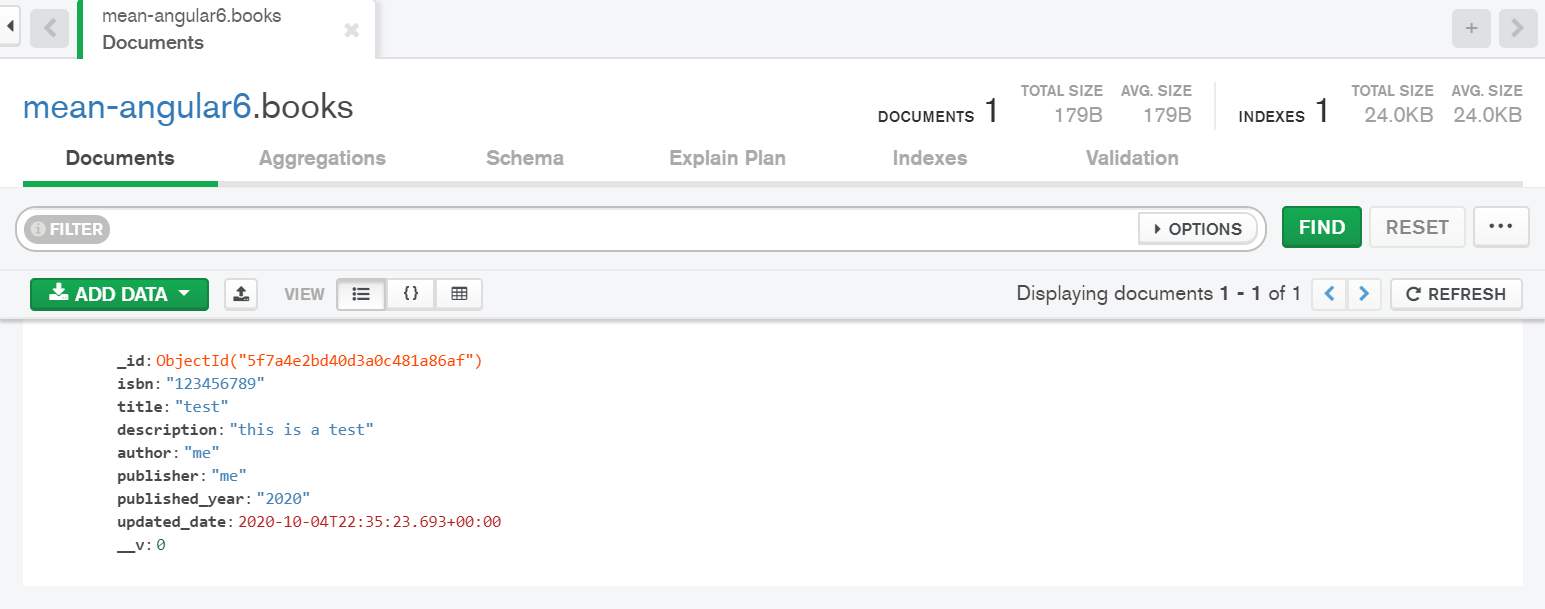 mean-angular6.books
Documents
mean-angular6.books
DOCUMENTS 1 TOTAL SIZE 179B AVG. SIZE 179B INDEXES 1 TOTAL SIZE 24.0KB AVG. SIZE 24.0KB
Documents Aggregations Schema Explain Plan Indexes Validation
FILTER OPTIONS FIND RESET ...
ADD DATA VIEW {} Displaying documents 1 - 1 of 1 REFRESH
_id: ObjectId("5f7a4e2bd40d3a0c481a86af")
isbn: "123456789"
title: "test"
description: "this is a test"
author: "me"
publisher: "me"
published_year: "2020"
updated_date: 2020-10-04T22:35:23.693+00:00
__v: 0